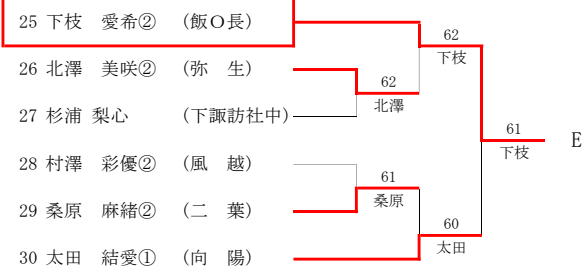 25 下枝 愛希② (飯O長)
62
下枝
26 北澤 美咲② (弥 生)
62
北澤
27 杉浦 梨心 (下諏訪社中)
61
下枝
E
28 村澤 彩優② (風 越)
61
桑原
29 桑原 麻緒② (二 葉)
60
太田
30 太田 結愛① (向 陽)